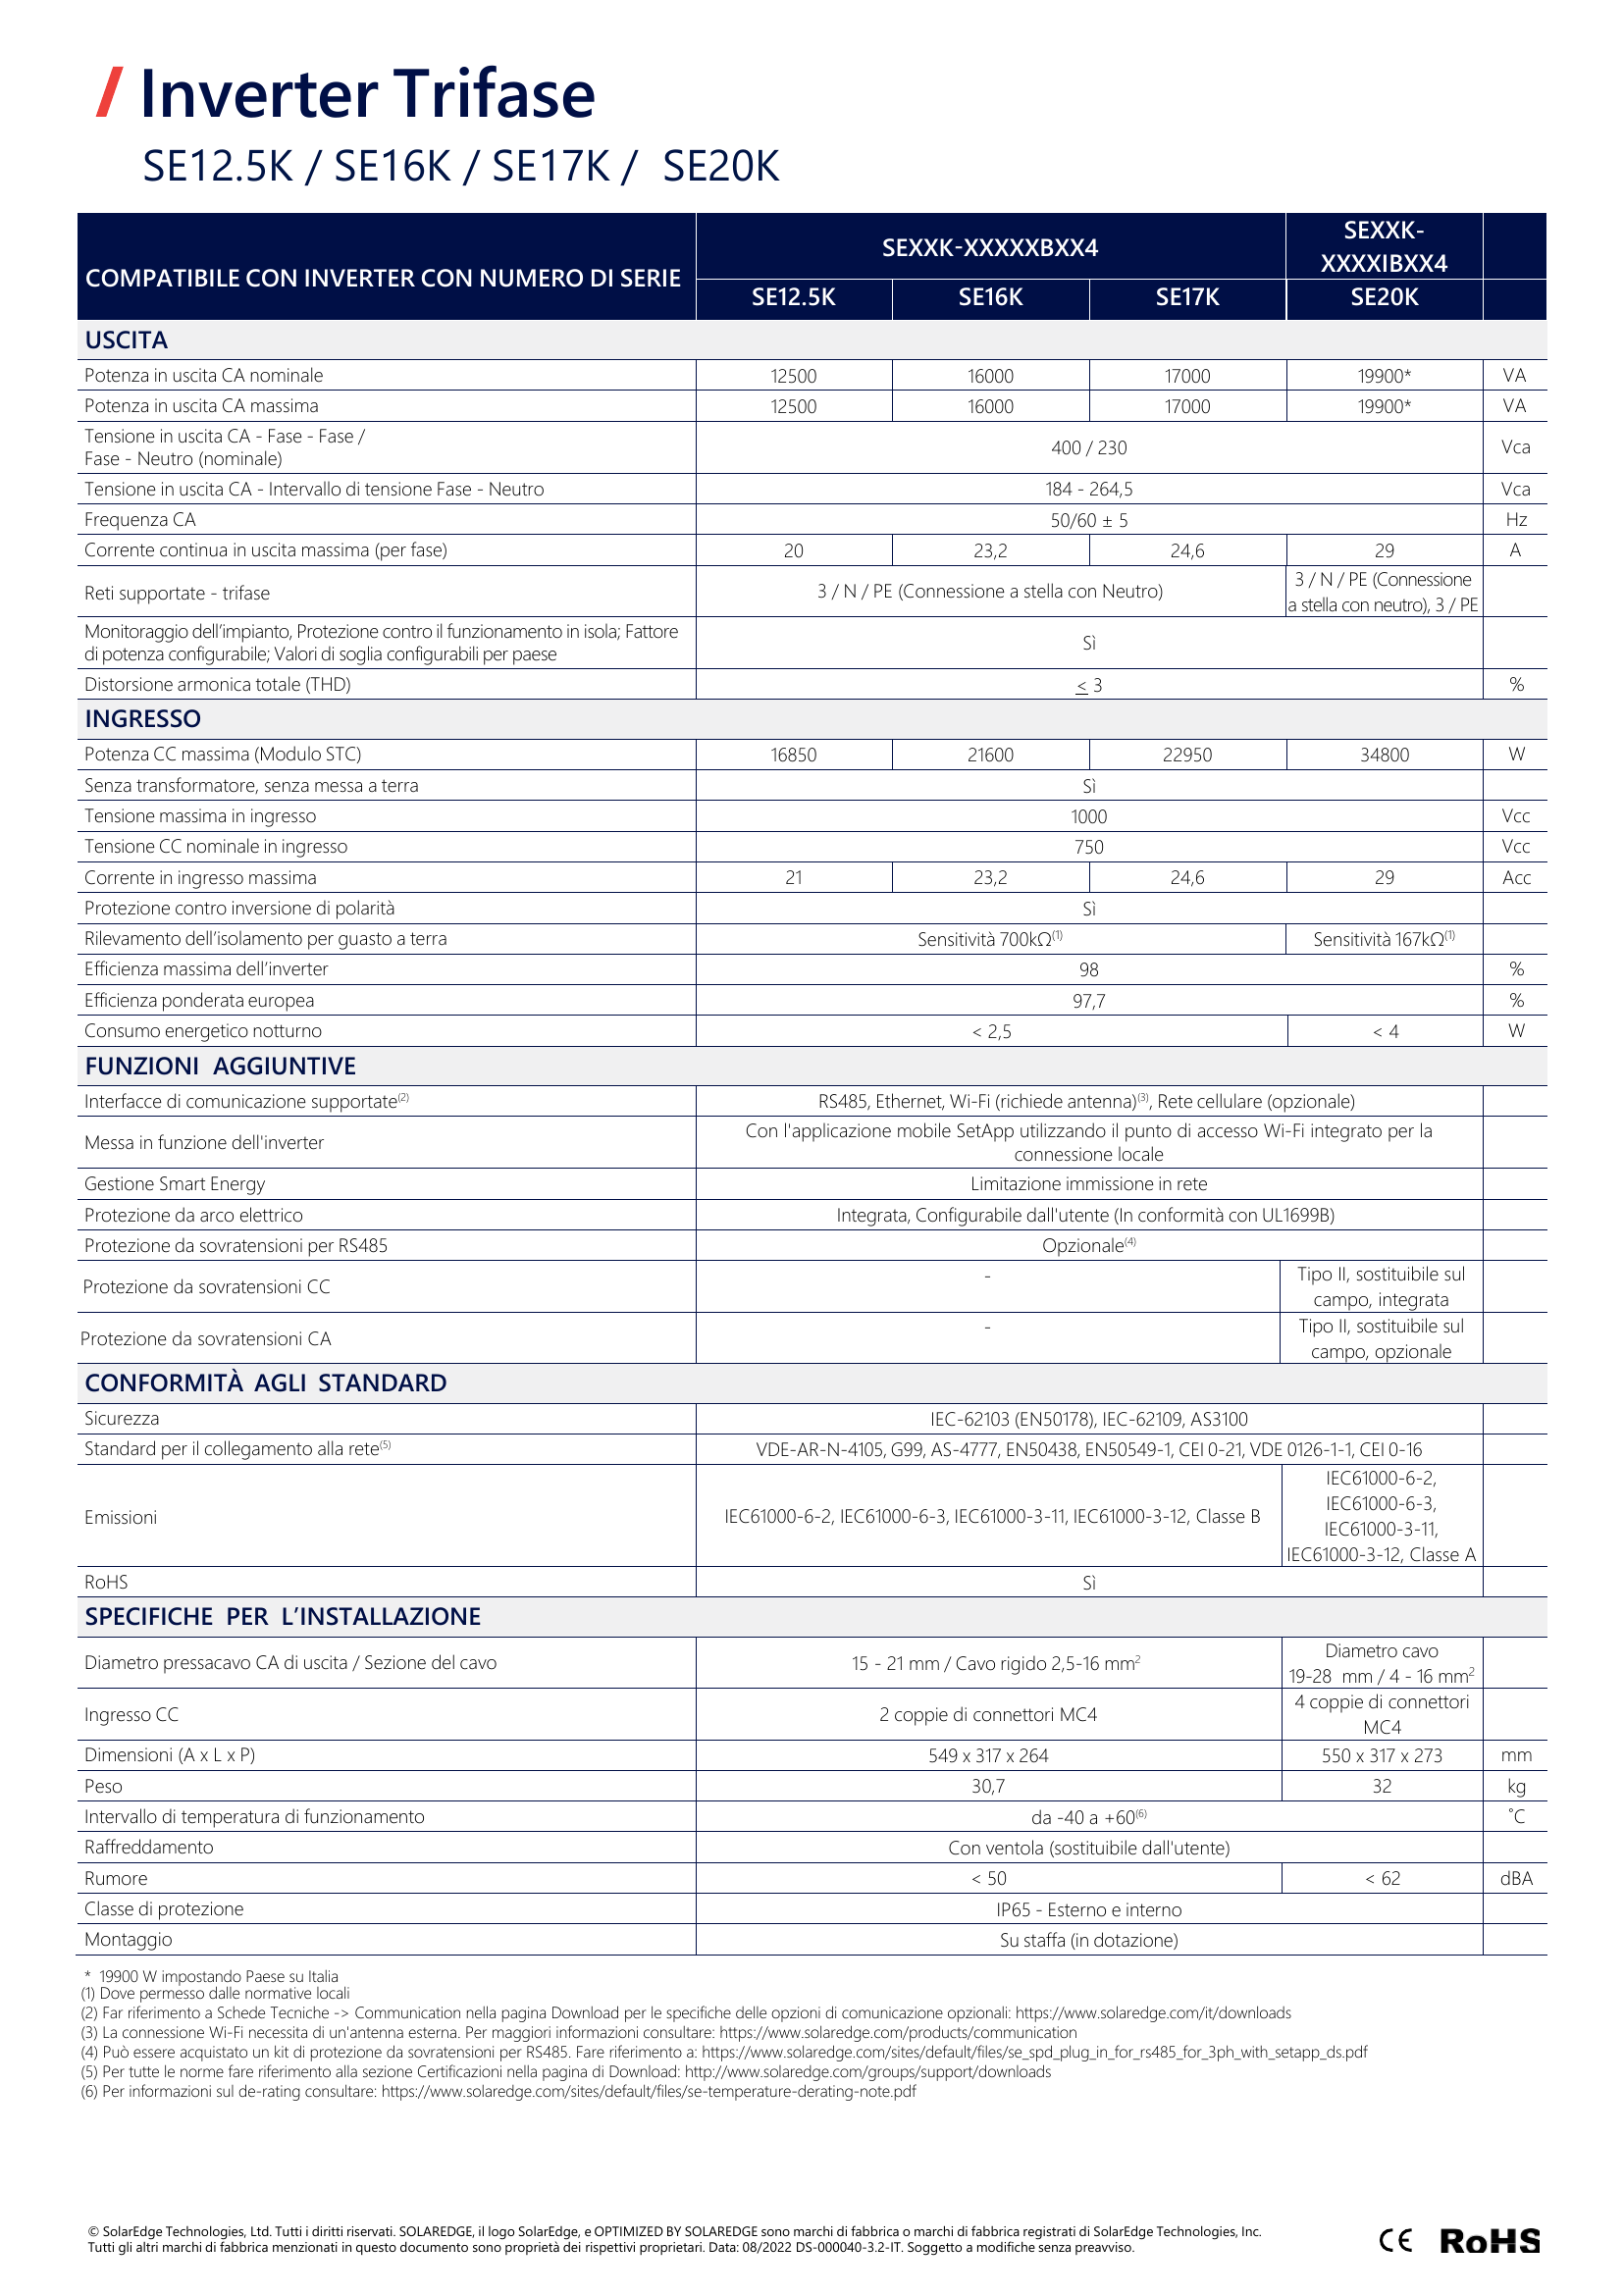 / Inverter Trifase
SE12.5K / SE16K / SE17K / SE20K
COMPATIBILE CON INVERTER CON NUMERO DI SERIE
SEXXK-XXXXXBXX4
SEXXK-
XXXXIBXX4
SE12.5K SE16K SE17K SE20K
USCITA
Potenza in uscita CA nominale 12500 16000 17000 19900* VA
Potenza in uscita CA massima 12500 16000 17000 19900* VA
Tensione in uscita CA - Fase - Fase /
Fase - Neutro (nominale)
400 / 230 Vca
Tensione in uscita CA - Intervallo di tensione Fase - Neutro 184 - 264,5 Vca
Frequenza CA 50/60 ± 5 Hz
Corrente continua in uscita massima (per fase) 20 23,2 24,6 29 A
Reti supportate - trifase 3 / N / PE (Connessione a stella con Neutro)
3 / N / PE (Connessione
a stella con neutro), 3 / PE
Monitoraggio dell’impianto, Protezione contro il funzionamento in isola; Fattore
di potenza configurabile; Valori di soglia configurabili per paese
Sì
Distorsione armonica totale (THD) ≤ 3 %
INGRESSO
Potenza CC massima (Modulo STC) 16850 21600 22950 34800 W
Senza transformatore, senza messa a terra Sì
Tensione massima in ingresso 1000 Vcc
Tensione CC nominale in ingresso 750 Vcc
Corrente in ingresso massima 21 23,2 24,6 29 Acc
Protezione contro inversione di polarità Sì
Rilevamento dell’isolamento per guasto a terra Sensitività 700kΩ(1) Sensitività 167kΩ(1)
Efficienza massima dell’inverter 98 %
Efficienza ponderata europea 97,7 %
Consumo energetico notturno < 2,5 < 4 W
FUNZIONI AGGIUNTIVE
Interfacce di comunicazione supportate(2) RS485, Ethernet, Wi-Fi (richiede antenna)(3), Rete cellulare (opzionale)
Messa in funzione dell'inverter
Con l'applicazione mobile SetApp utilizzando il punto di accesso Wi-Fi integrato per la
connessione locale
Gestione Smart Energy Limitazione immissione in rete
Protezione da arco elettrico Integrata, Configurabile dall'utente (In conformità con UL1699B)
Protezione da sovratensioni per RS485 Opzionale(4)
Protezione da sovratensioni CC -
Tipo II, sostituibile sul
campo, integrata
Protezione da sovratensioni CA -
Tipo II, sostituibile sul
campo, opzionale
CONFORMITÀ AGLI STANDARD
Sicurezza IEC-62103 (EN50178), IEC-62109, AS3100
Standard per il collegamento alla rete(5) VDE-AR-N-4105, G99, AS-4777, EN50438, EN50549-1, CEI 0-21, VDE 0126-1-1, CEI 0-16
Emissioni IEC61000-6-2, IEC61000-6-3, IEC61000-3-11, IEC61000-3-12, Classe B
IEC61000-6-2,
IEC61000-6-3,
IEC61000-3-11,
IEC61000-3-12, Classe A
RoHS Sì
SPECIFICHE PER L’INSTALLAZIONE
Diametro pressacavo CA di uscita / Sezione del cavo 15 - 21 mm / Cavo rigido 2,5-16 mm2
Diametro cavo
19-28 mm / 4 - 16 mm2
Ingresso CC 2 coppie di connettori MC4
4 coppie di connettori
MC4
Dimensioni (A x L x P) 549 x 317 x 264 550 x 317 x 273 mm
Peso 30,7 32 kg
Intervallo di temperatura di funzionamento da -40 a +60(6) ˚C
Raffreddamento Con ventola (sostituibile dall'utente)
Rumore < 50 < 62 dBA
Classe di protezione IP65 - Esterno e interno
Montaggio Su staffa (in dotazione)
* 19900 W impostando Paese su Italia
(1) Dove permesso dalle normative locali
(2) Far riferimento a Schede Tecniche -> Communication nella pagina Download per le specifiche delle opzioni di comunicazione opzionali: https://www.solaredge.com/it/downloads
(3) La connessione Wi-Fi necessita di un'antenna esterna. Per maggiori informazioni consultare: https://www.solaredge.com/products/communication
(4) Può essere acquistato un kit di protezione da sovratensioni per RS485. Fare riferimento a: https://www.solaredge.com/sites/default/files/se_spd_plug_in_for_rs485_for_3ph_with_setapp_ds.pdf
(5) Per tutte le norme fare riferimento alla sezione Certificazioni nella pagina di Download: http://www.solaredge.com/groups/support/downloads
(6) Per informazioni sul de-rating consultare: https://www.solaredge.com/sites/default/files/se-temperature-derating-note.pdf
© SolarEdge Technologies, Ltd. Tutti i diritti riservati. SOLAREDGE, il logo SolarEdge, e OPTIMIZED BY SOLAREDGE sono marchi di fabbrica o marchi di fabbrica registrati di SolarEdge Technologies, Inc.
Tutti gli altri marchi di fabbrica menzionati in questo documento sono proprietà dei rispettivi proprietari. Data: 08/2022 DS-000040-3.2-IT. Soggetto a modifiche senza preavviso.
CE RoHS